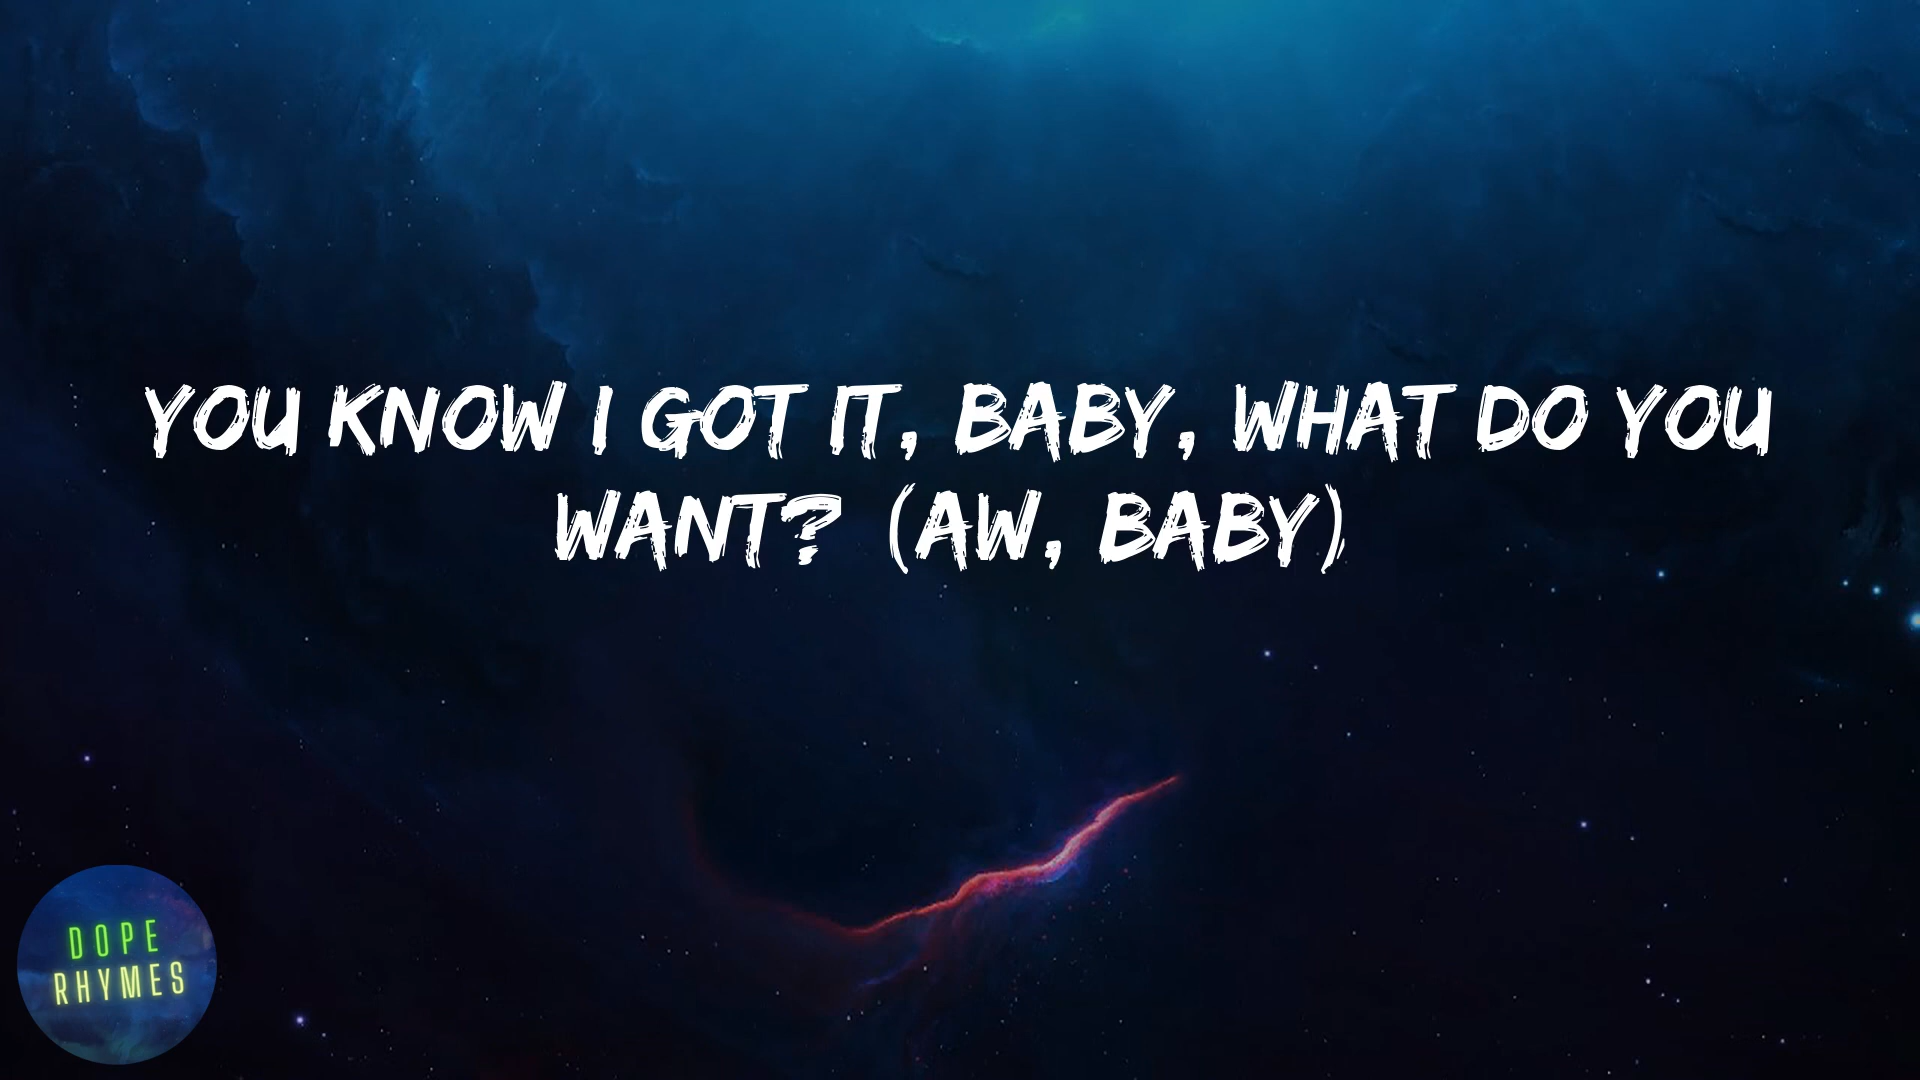 YOU KNOW I GOT IT, BABY, WHAT DO YOU
WANT? (AW, BABY)
DOPE
RHYMES